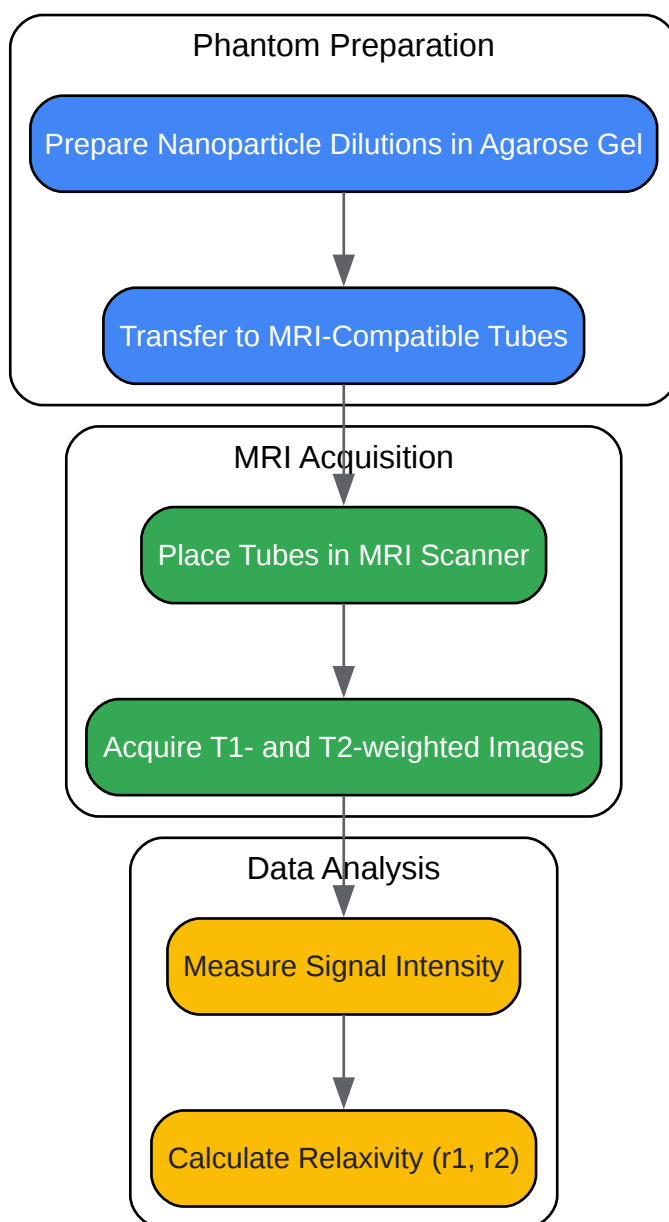 Phantom Preparation
Prepare Nanoparticle Dilutions in Agarose Gel
Transfer to MRI-Compatible Tubes
MRI Acquisition
Place Tubes in MRI Scanner
Acquire T1- and T2-weighted Images
Data Analysis
Measure Signal Intensity
Calculate Relaxivity (r1, r2)